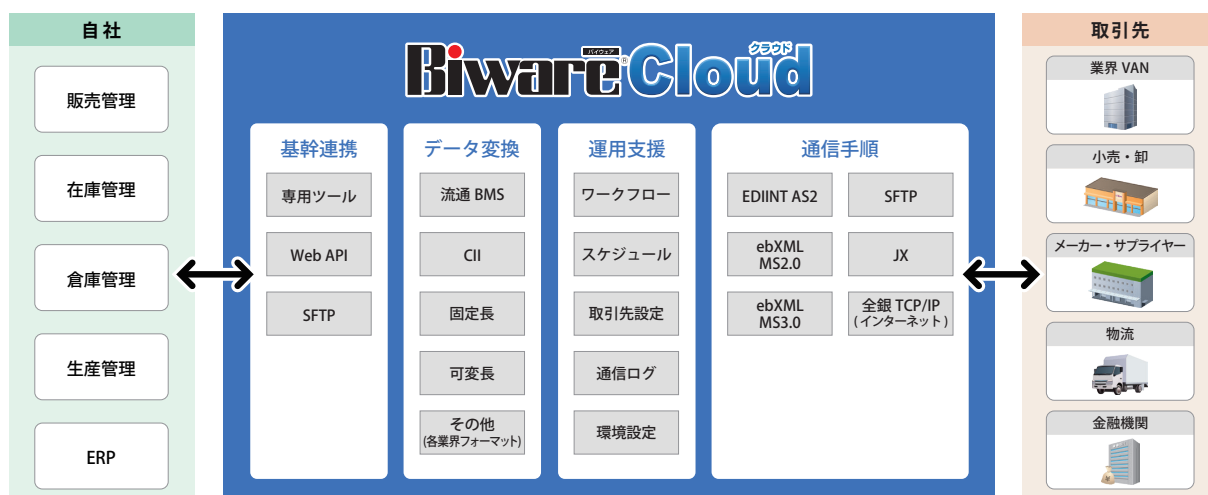 自社
販売管理
在庫管理
倉庫管理
生産管理
ERP
バイウェア
クラウド
Biware® Cloud
基幹連携
専用ツール
Web API
SFTP
データ変換
流通 BMS
CII
固定長
可変長
その他
(各業界フォーマット)
運用支援
ワークフロー
スケジュール
取引先設定
通信ログ
環境設定
通信手順
EDIINT AS2
SFTP
ebXML
MS2.0
JX
ebXML
MS3.0
全銀 TCP/IP
(インターネット)
取引先
業界 VAN
小売・卸
メーカー・サプライヤー
物流
金融機関
¥